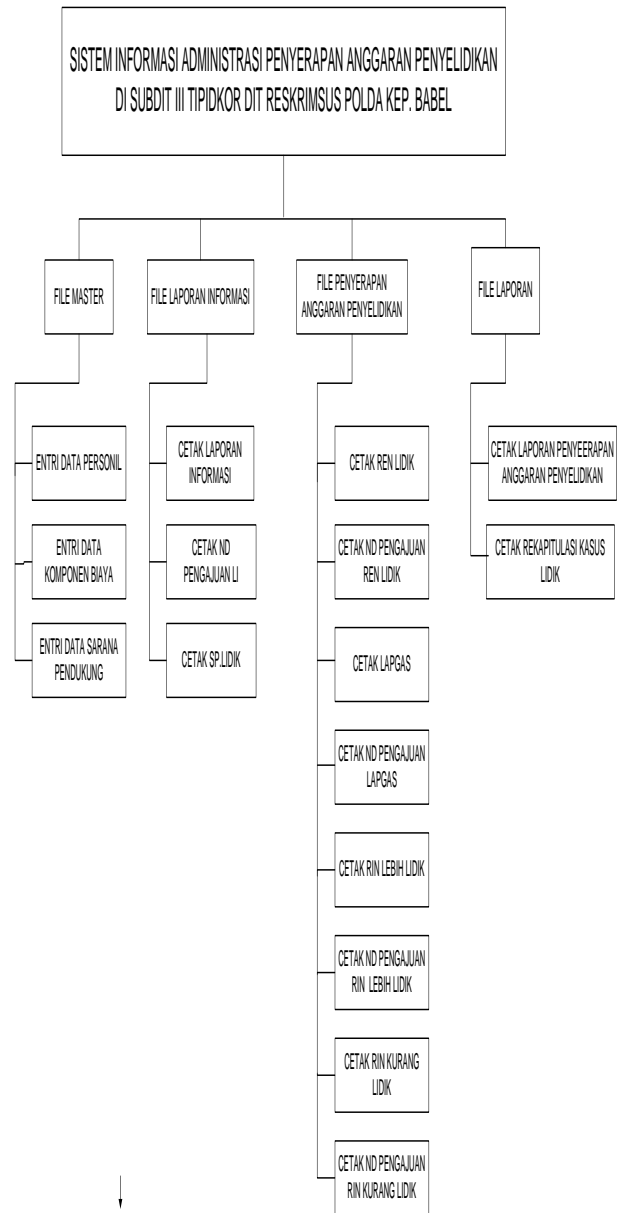 SISTEM INFORMASI ADMINISTRASI PENYERAPAN ANGGARAN PENYELIDIKAN
DI SUBDIT III TIPIDKOR DIT RESKRIMSUS POLDA KEP. BABEL
FILE MASTER
FILE LAPORAN INFORMASI
FILE PENYERAPAN
ANGGARAN PENYELIDIKAN
FILE LAPORAN
ENTRI DATA PERSONIL
ENTRI DATA
KOMPONEN BIAYA
ENTRI DATA SARANA
PENDUKUNG
CETAK LAPORAN
INFORMASI
CETAK ND
PENGAJUAN LI
CETAK SP.LIDIK
CETAK REN LIDIK
CETAK ND PENGAJUAN
REN LIDIK
CETAK LAPGAS
CETAK ND PENGAJUAN
LAPGAS
CETAK RIN LEBIH LIDIK
CETAK ND PENGAJUAN
RIN LEBIH LIDIK
CETAK RIN KURANG
LIDIK
CETAK ND PENGAJUAN
RIN KURANG LIDIK
CETAK LAPORAN PENYEERAPAN
ANGGARAN PENYELIDIKAN
CETAK REKAPITULASI KASUS
LIDIK